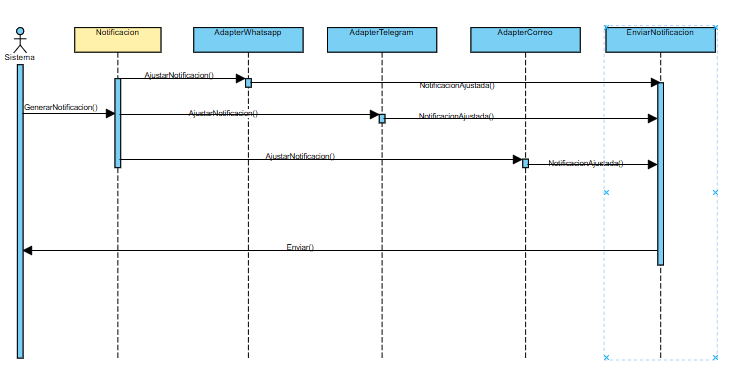 Notificacion
AdapterWhatsapp
AdapterTelegram
AdapterCorreo
EnviarNotificacion
Sistema
AjustarNotificacion()
NotificacionAjustada()
GenerarNotificacion()
AjustarNotificacion()
NotificacionAjustada()
AjustarNotificacion()
NotificacionAjustada()
Enviar()